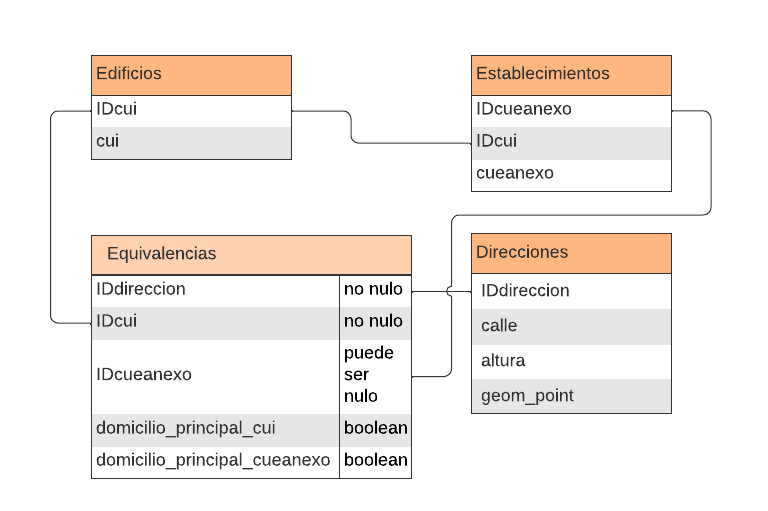 Edificios
IDcui
cui
Establecimientos
IDcueanexo
IDcui
cueanexo
Equivalencias
IDdireccion no nulo
IDcui no nulo
IDcueanexo puede
ser
nulo
domicilio_principal_cui boolean
domicilio_principal_cueanexo boolean
Direcciones
IDdireccion
calle
altura
geom_point